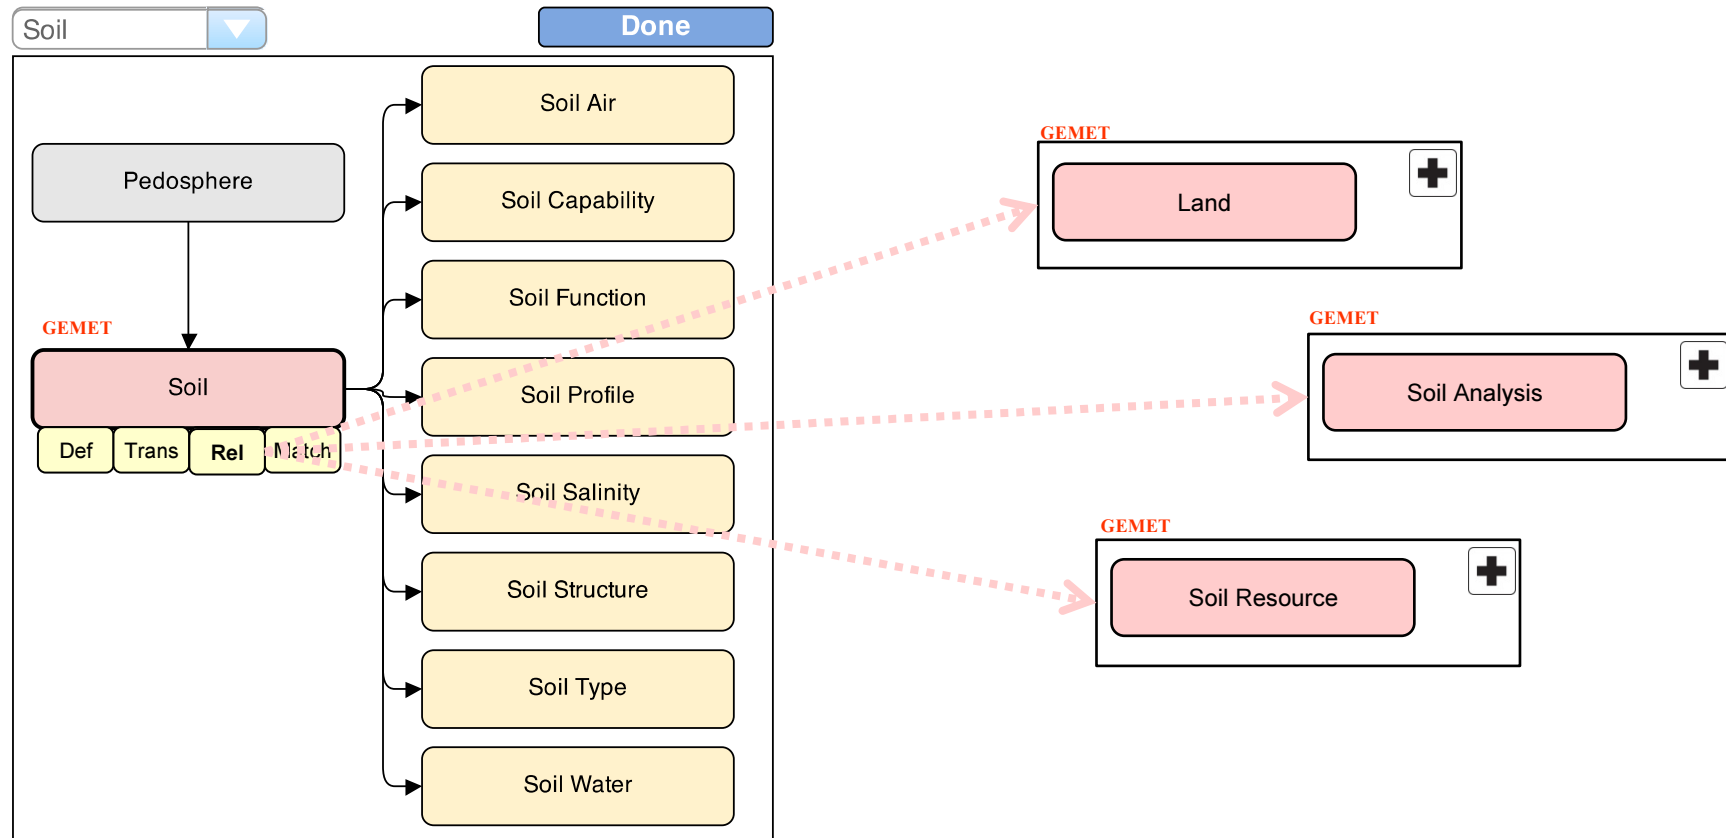 Soil
Done
Pedosphere
GEMET
Soil
Def
Trans
Rel
Match
Soil Air
Soil Capability
Soil Function
Soil Profile
Soil Salinity
Soil Structure
Soil Type
Soil Water
GEMET
Land
GEMET
Soil Analysis
GEMET
Soil Resource